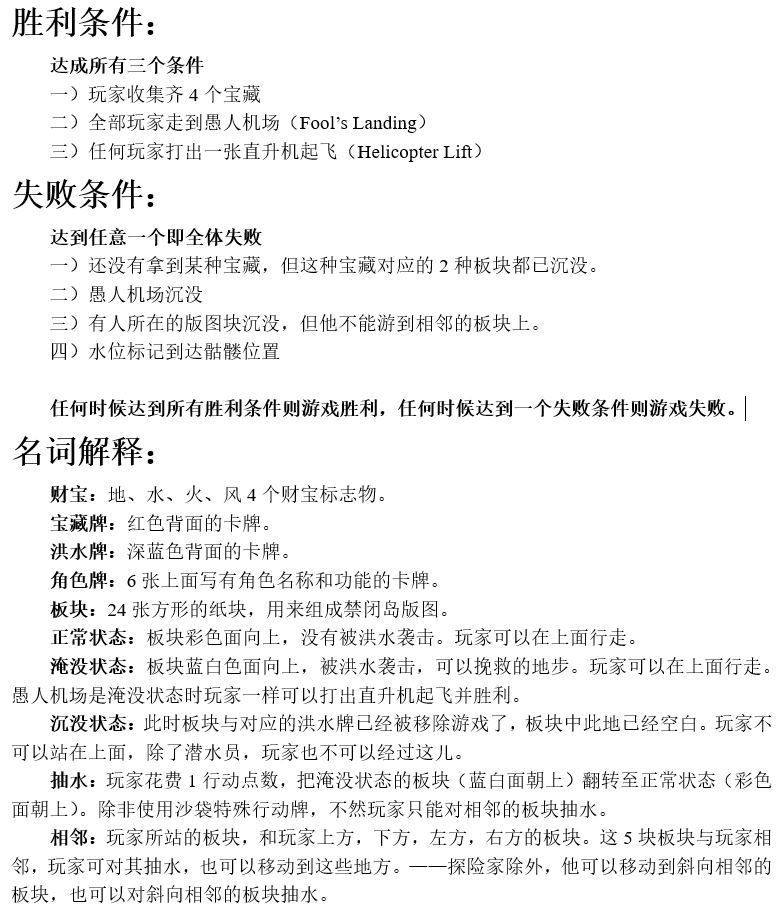 胜利条件：
达成所有三个条件
一）玩家收集齐 4 个宝藏
二）全部玩家走到愚人机场（Fool’s Landing）
三）任何玩家打出一张直升机起飞（Helicopter Lift）
失败条件：
达到任意一个即全体失败
一）还没有拿到某种宝藏，但这种宝藏对应的 2 种板块都已沉没。
二）愚人机场沉没
三）有人所在的版图块沉没，但他不能游到相邻的板块上。
四）水位标记到达骷髅位置
任何时候达到所有胜利条件则游戏胜利，任何时候达到一个失败条件则游戏失败。
名词解释：
财宝：地、水、火、风 4 个财宝标志物。
宝藏牌：红色背面的卡牌。
洪水牌：深蓝色背面的卡牌。
角色牌：6 张上面写有角色名称和功能的卡牌。
板块：24 张方形的纸块，用来组成禁闭岛版图。
正常状态：板块彩色面向上，没有被洪水袭击。玩家可以在上面行走。
淹没状态：板块蓝白色面向上，被洪水袭击，可以挽救的地步。玩家可以在上面行走。
愚人机场是淹没状态时玩家一样可以打出直升机起飞并胜利。
沉没状态：此时板块与对应的洪水牌已经被移除游戏了，板块中此地已经空白。玩家不
可以站在上面，除了潜水员，玩家也不可以经过这儿。
抽水：玩家花费 1 行动点数，把淹没状态的板块（蓝白面朝上）翻转至正常状态（彩色
面朝上）。除非使用沙袋特殊行动牌，不然玩家只能对相邻的板块抽水。
相邻：玩家所站的板块，和玩家上方，下方，左方，右方的板块。这 5 块板块与玩家相
邻，玩家可对其抽水，也可以移动到这些地方。——探险家除外，他可以移动到斜向相邻的
板块，也可以对斜向相邻的板块抽水。